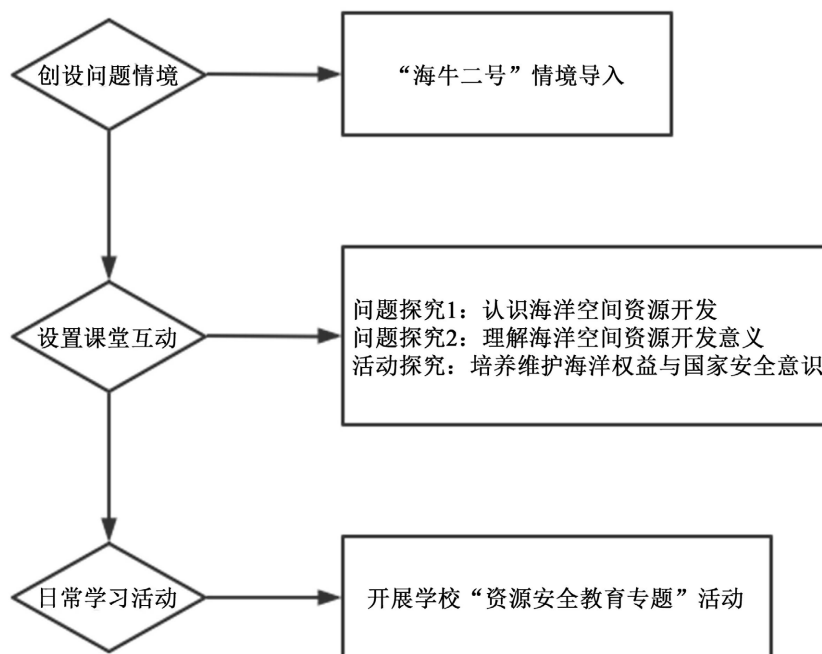 创设问题情境
“海牛二号”情境导入
设置课堂互动
问题探究1：认识海洋空间资源开发
问题探究2：理解海洋空间资源开发意义
活动探究：培养维护海洋权益与国家安全意识
日常学习活动
开展学校“资源安全教育专题”活动